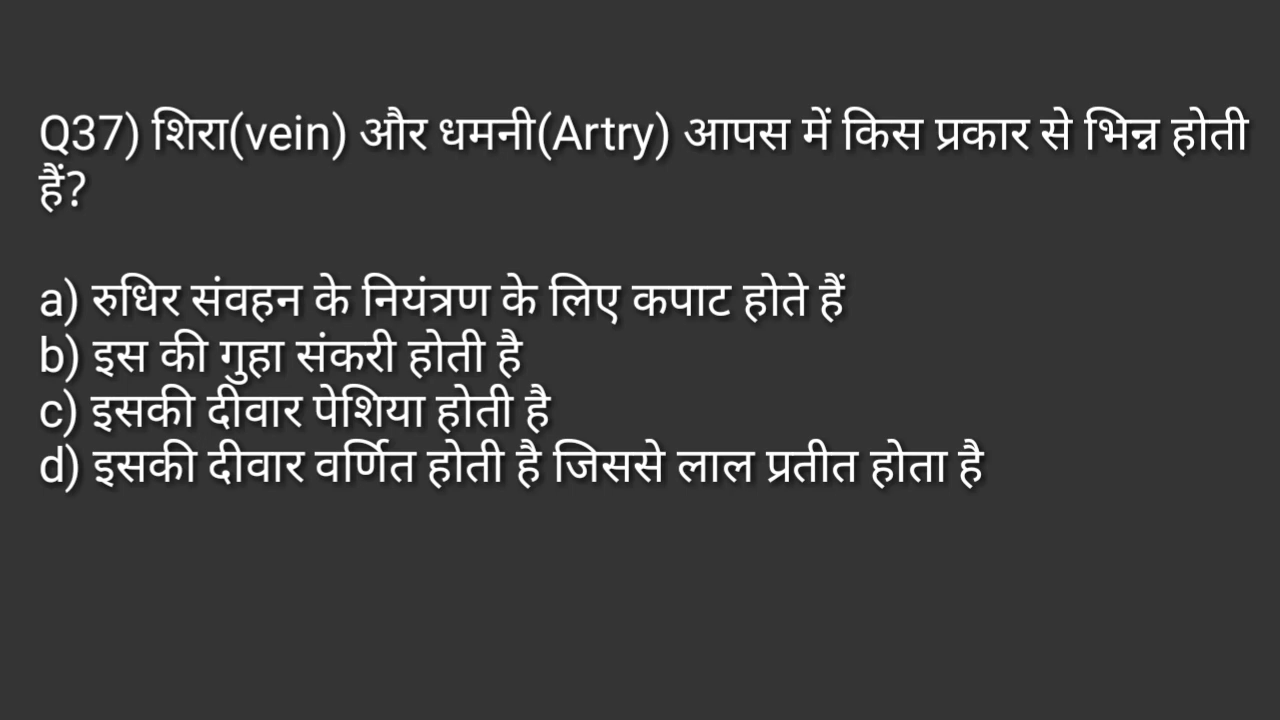 Q37) शिरा(vein) और धमनी(Artry) आपस में किस प्रकार से भिन्न होती
हैं?
a) रुधिर संवहन के नियंत्रण के लिए कपाट होते हैं
b) इस की गुहा संकरी होती है
c) इसकी दीवार पेशिया होती है
d) इसकी दीवार वर्णित होती है जिससे लाल प्रतीत होता है